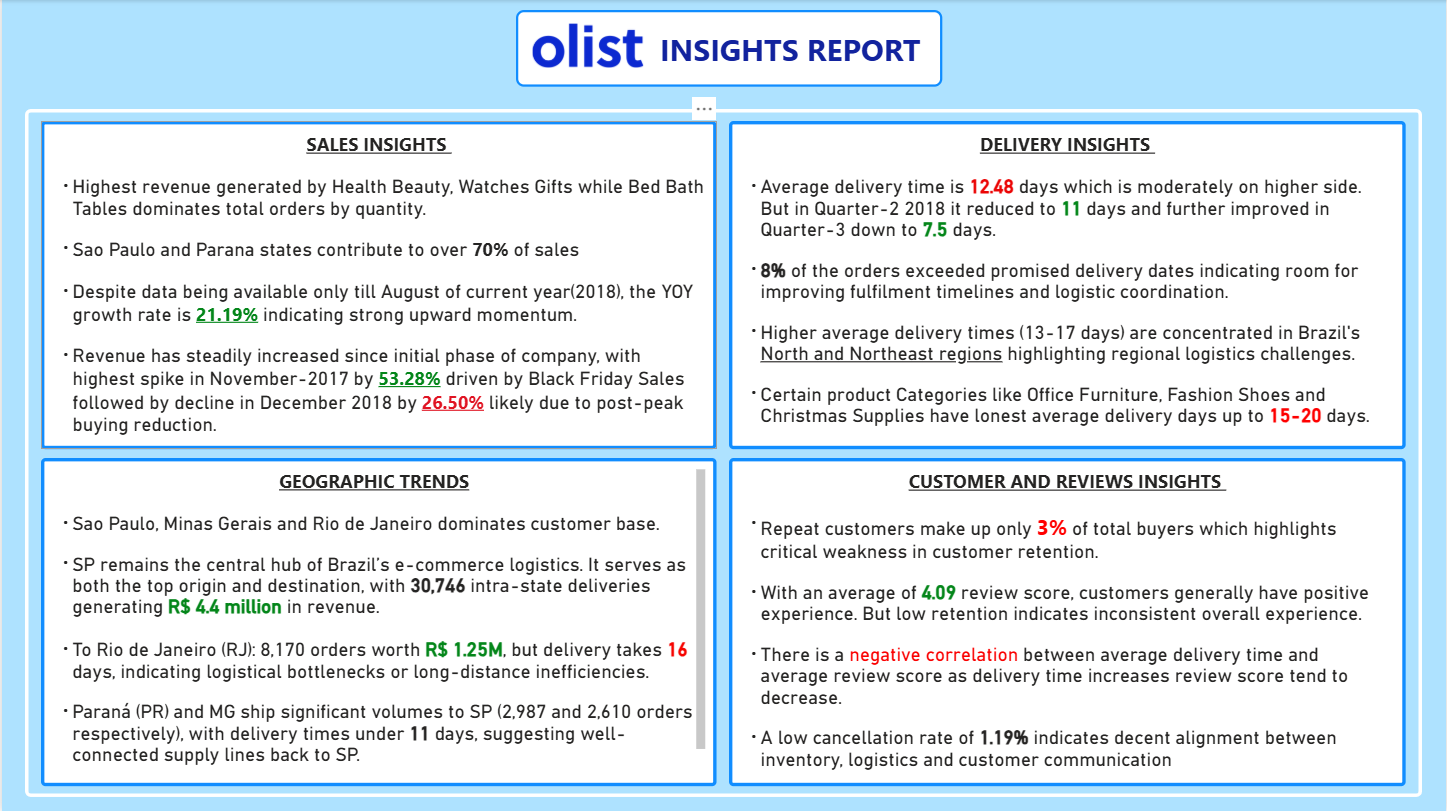 olist INSIGHTS REPORT
...
SALES INSIGHTS
· Highest revenue generated by Health Beauty, Watches Gifts while Bed Bath
Tables dominates total orders by quantity.
· Sao Paulo and Parana states contribute to over 70% of sales
· Despite data being available only till August of current year(2018), the YOY
growth rate is 21.19% indicating strong upward momentum.
· Revenue has steadily increased since initial phase of company, with
highest spike in November-2017 by 53.28% driven by Black Friday Sales
followed by decline in December 2018 by 26.50% likely due to post-peak
buying reduction.
DELIVERY INSIGHTS
· Average delivery time is 12.48 days which is moderately on higher side.
But in Quarter-2 2018 it reduced to 11 days and further improved in
Quarter-3 down to 7.5 days.
· 8% of the orders exceeded promised delivery dates indicating room for
improving fulfilment timelines and logistic coordination.
· Higher average delivery times (13-17 days) are concentrated in Brazil's
North and Northeast regions highlighting regional logistics challenges.
· Certain product Categories like Office Furniture, Fashion Shoes and
Christmas Supplies have lonest average delivery days up to 15-20 days.
GEOGRAPHIC TRENDS
· Sao Paulo, Minas Gerais and Rio de Janeiro dominates customer base.
· SP remains the central hub of Brazil's e-commerce logistics. It serves as
both the top origin and destination, with 30,746 intra-state deliveries
generating R$ 4.4 million in revenue.
· To Rio de Janeiro (RJ): 8,170 orders worth R$ 1.25M, but delivery takes 16
days, indicating logistical bottlenecks or long-distance inefficiencies.
· Paraná (PR) and MG ship significant volumes to SP (2,987 and 2,610 orders
respectively), with delivery times under 11 days, suggesting well-
connected supply lines back to SP.
CUSTOMER AND REVIEWS INSIGHTS
· Repeat customers make up only 3% of total buyers which highlights
critical weakness in customer retention.
· With an average of 4.09 review score, customers generally have positive
experience. But low retention indicates inconsistent overall experience.
· There is a negative correlation between average delivery time and
average review score as delivery time increases review score tend to
decrease.
· A low cancellation rate of 1.19% indicates decent alignment between
inventory, logistics and customer communication